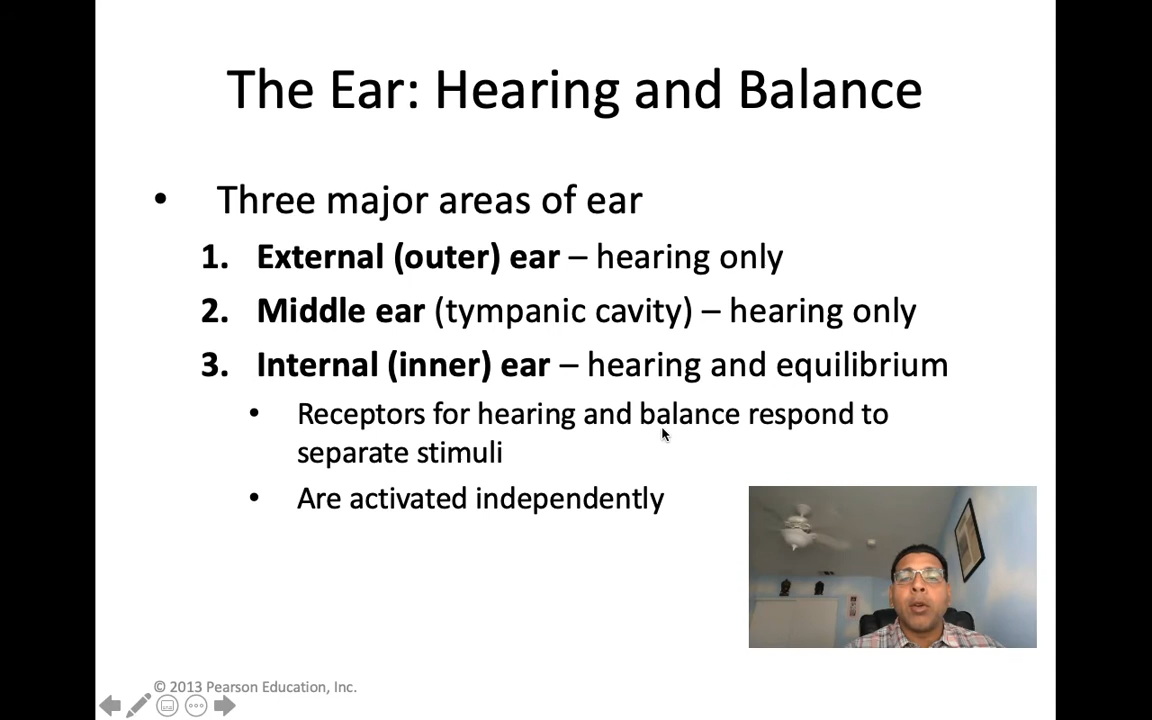 The Ear: Hearing and Balance
• Three major areas of ear
1. External (outer) ear – hearing only
2. Middle ear (tympanic cavity) – hearing only
3. Internal (inner) ear – hearing and equilibrium
• Receptors for hearing and balance respond to
separate stimuli
• Are activated independently
© 2013 Pearson Education, Inc.